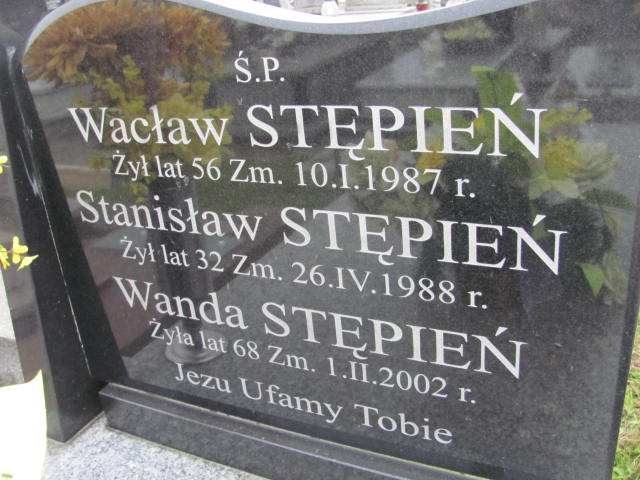 Ś.P.
Wacław STĘPIEŃ
Żył lat 56 Zm. 10.I.1987 r.
Stanisław STĘPIEŃ
Żył lat 32 Zm. 26.IV.1988 r.
Wanda STĘPIEŃ
Żyła lat 68 Zm. 1.II.2002 r.
Jezu Ufamy Tobie